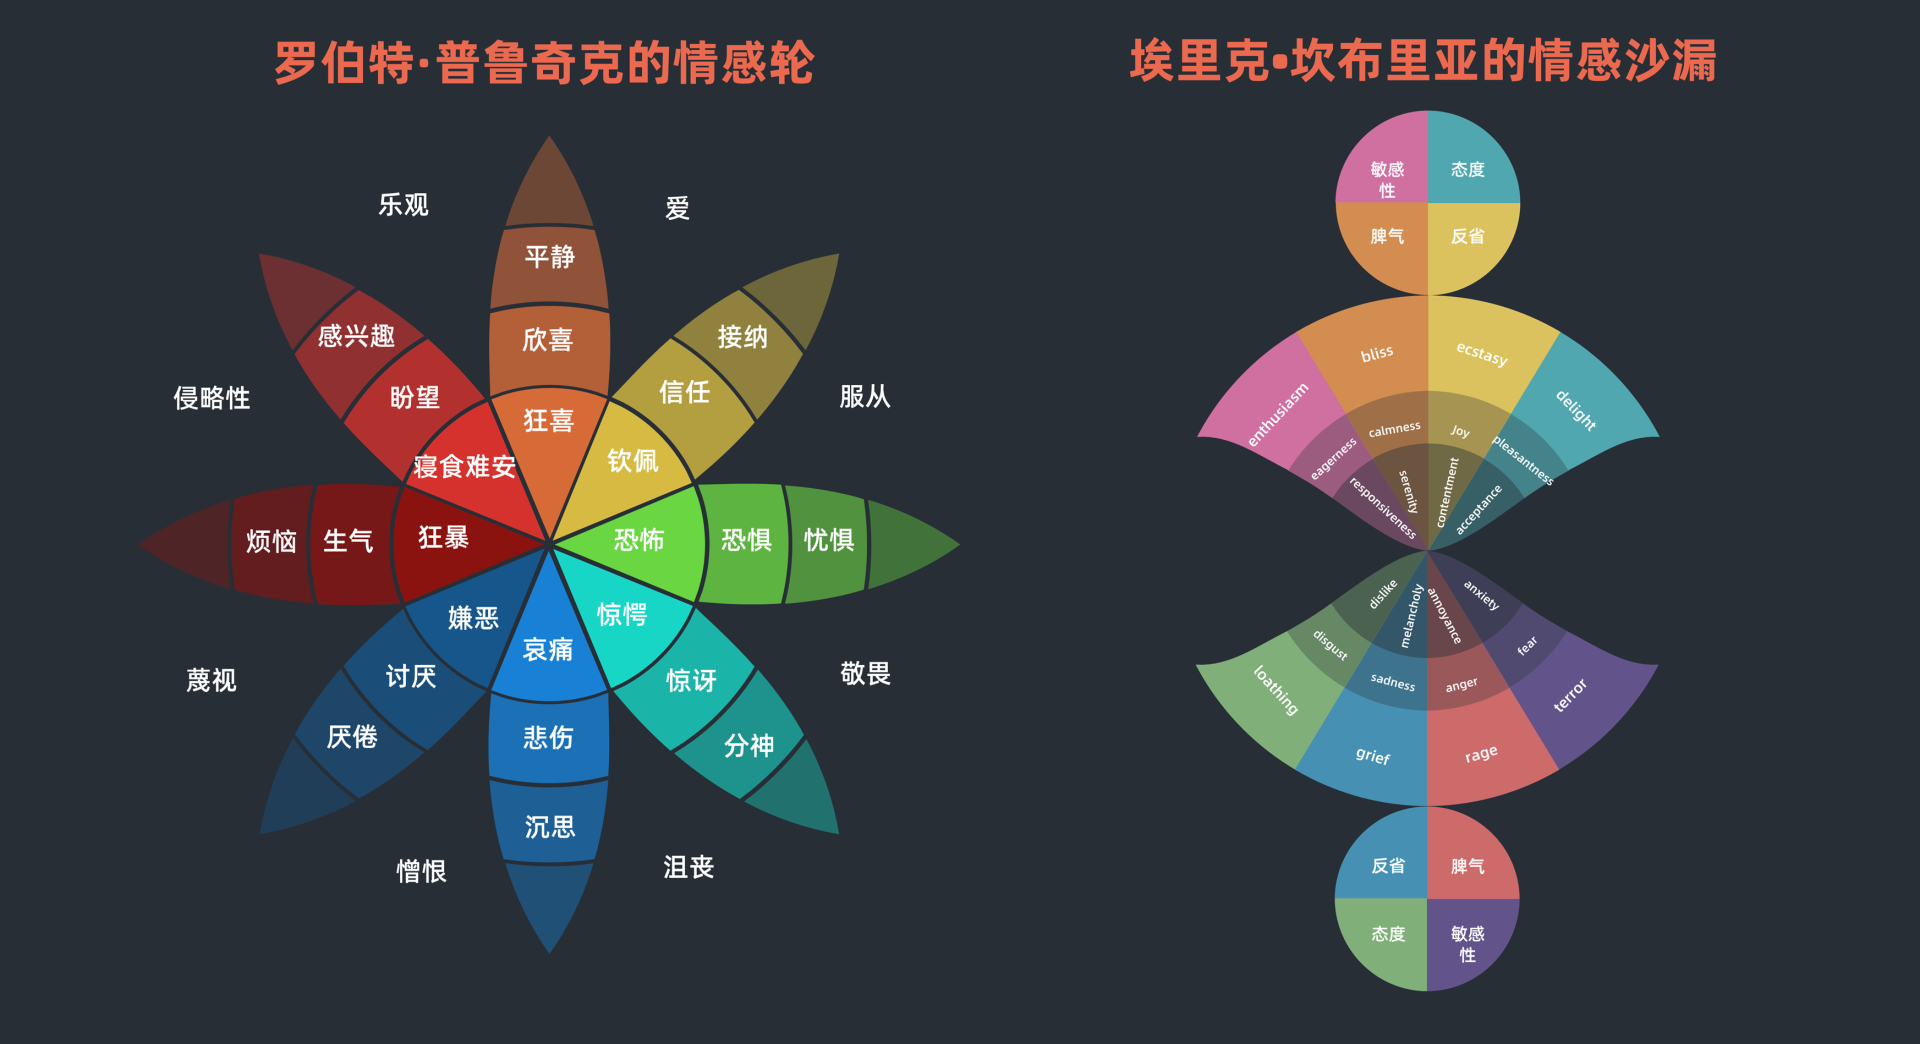 罗伯特·普鲁奇克的情感轮
乐观
爱
平静
感兴趣
接纳
欣喜
盼望
信任
侵略性
服从
狂喜
寝食难安
钦佩
烦恼
生气
狂暴
恐怖
恐惧
忧惧
嫌恶
惊愕
哀痛
蔑视
讨厌
惊讶
敬畏
厌倦
悲伤
分神
沉思
憎恨
沮丧
埃里克•坎布里亚的情感沙漏
敏感
性
态度
脾气
反省
bliss
ecstasy
enthusiasm
delight
calmness
Joy
eagerness
pleasantness
serenity
contentment
responsiveness
acceptance
dislike
melancholy
annoyance
anxiety
disgust
fear
loathing
sadness
anger
terror
grief
rage
反省
脾气
态度
敏感
性